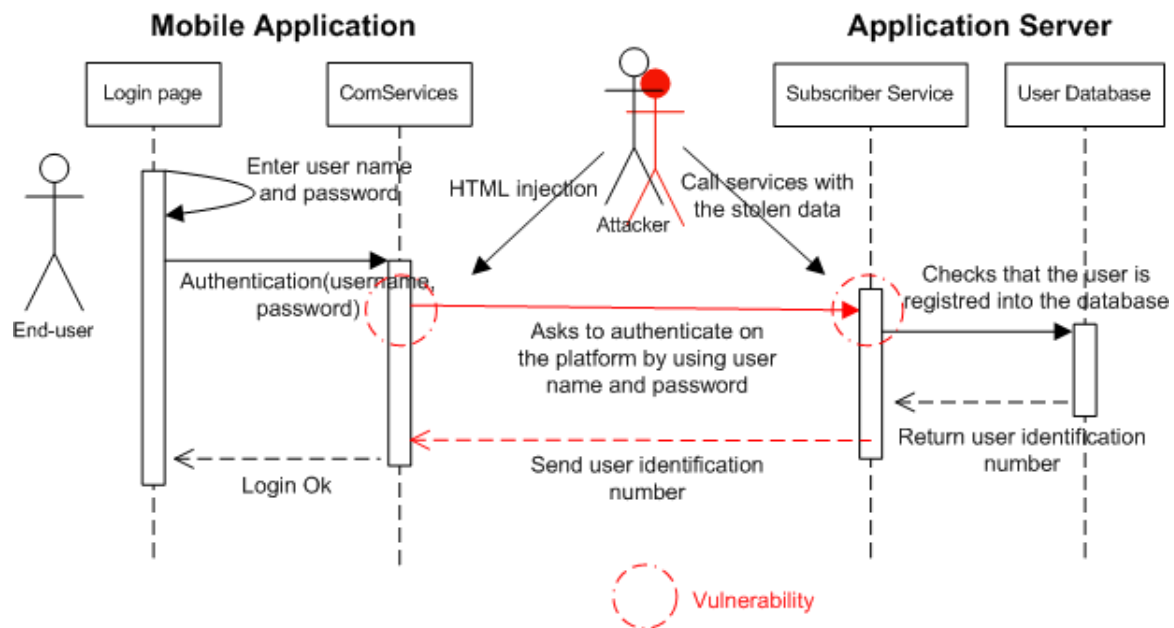 Mobile Application
Application Server
Login page
ComServices
Subscriber Service
User Database
Enter user name
and password
HTML injection
Call services with
the stolen data
Attacker
End-user
Authentication(username,
password)
Checks that the user is
registred into the database
Asks to authenticate on
the platform by using user
name and password
Return user identification
number
Send user identification
number
Login Ok
Vulnerability